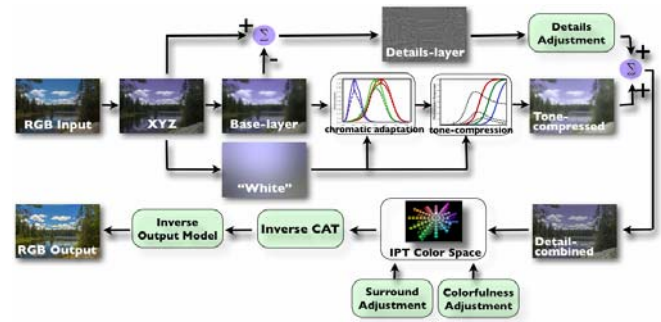 +
Σ
-
Details-layer
Details
Adjustment
+
Σ
+
RGB Input
XYZ
Base-layer
chromatic adaptation
tone-compression
Tone-
compressed
"White"
RGB Output
Inverse
Output Model
Inverse CAT
IPT Color Space
Detail-
combined
Surround
Adjustment
Colorfulness
Adjustment